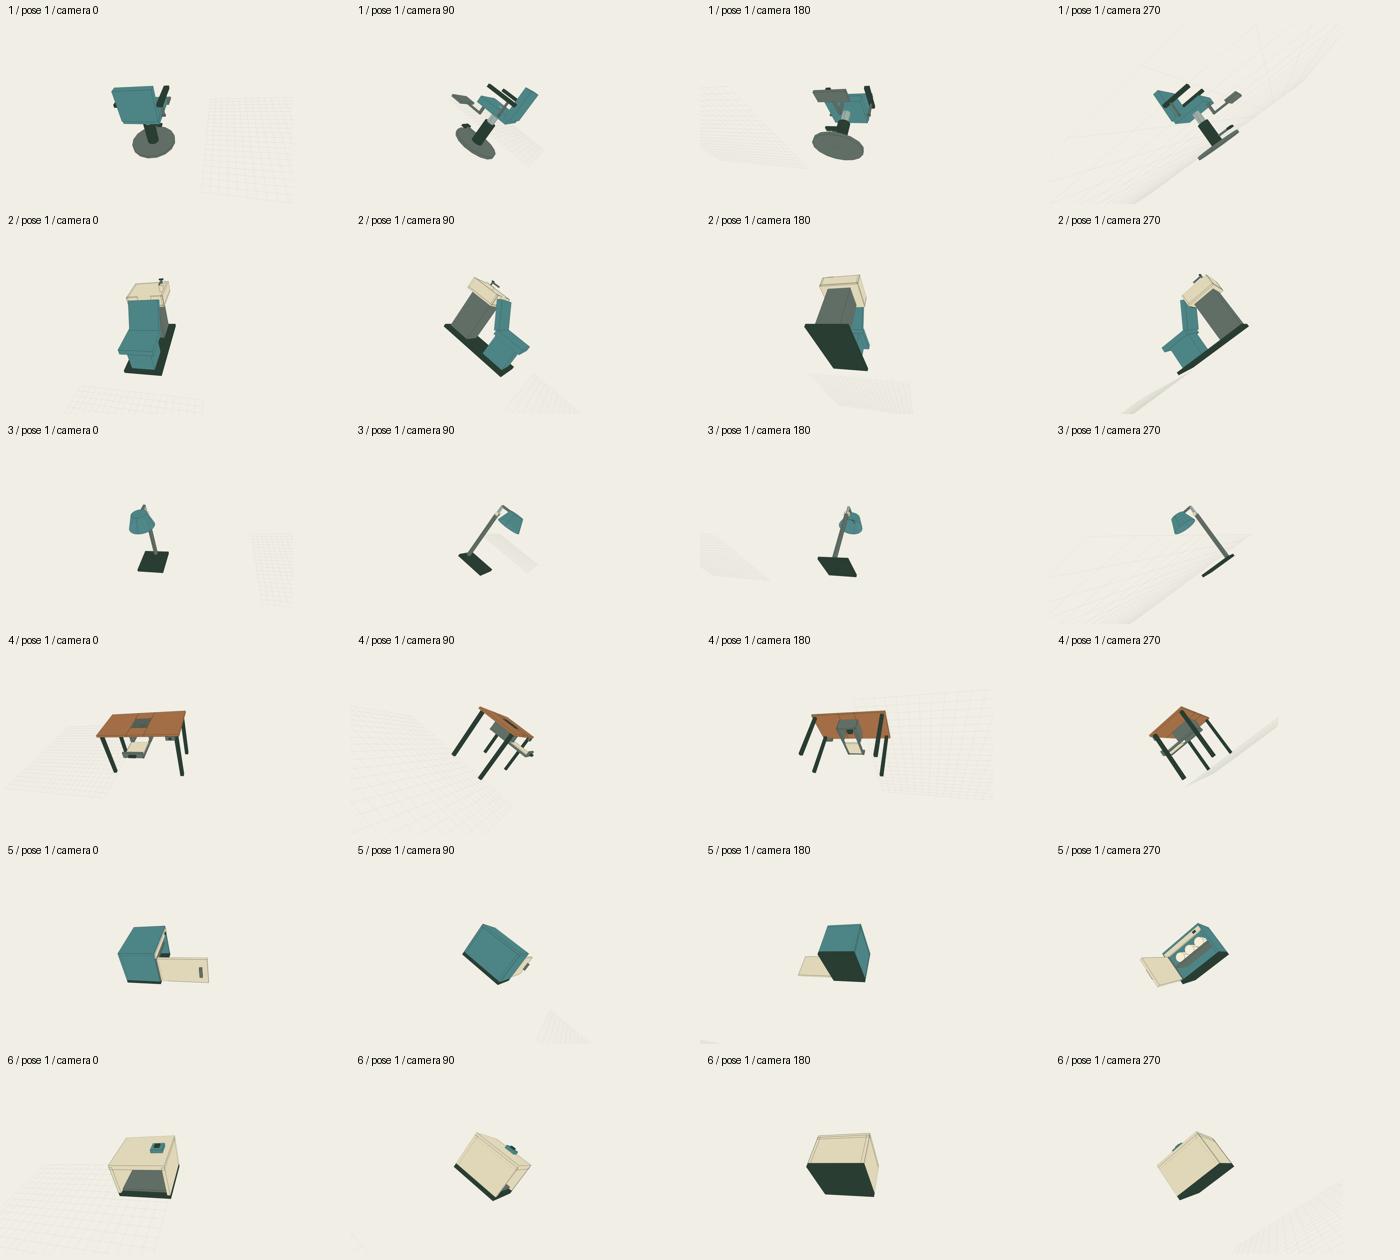 1 / pose 1 / camera 0
1 / pose 1 / camera 90
1 / pose 1 / camera 180
1 / pose 1 / camera 270
2 / pose 1 / camera 0
2 / pose 1 / camera 90
2 / pose 1 / camera 180
2 / pose 1 / camera 270
3 / pose 1 / camera 0
3 / pose 1 / camera 90
3 / pose 1 / camera 180
3 / pose 1 / camera 270
4 / pose 1 / camera 0
4 / pose 1 / camera 90
4 / pose 1 / camera 180
4 / pose 1 / camera 270
5 / pose 1 / camera 0
5 / pose 1 / camera 90
5 / pose 1 / camera 180
5 / pose 1 / camera 270
6 / pose 1 / camera 0
6 / pose 1 / camera 90
6 / pose 1 / camera 180
6 / pose 1 / camera 270